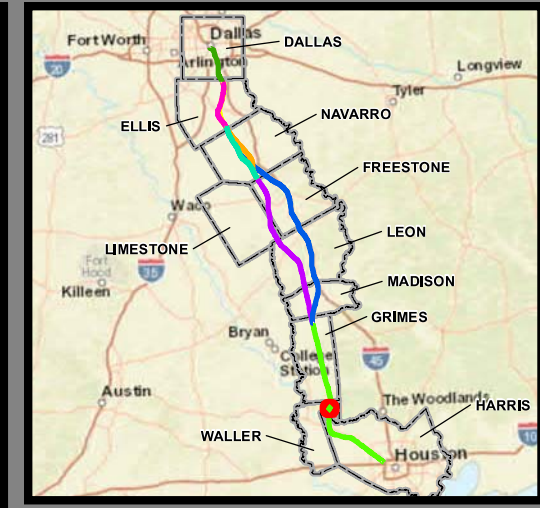 Dallas
Fort Worth
DALLAS
Arlington
Longview
20
Tyler
NAVARRO
ELLIS
281
FREESTONE
Waco
LEON
LIMESTONE
Fort
Hood
35
MADISON
Killeen
GRIMES
Bryan
College
Station
45
Austin
The Woodlands
HARRIS
WALLER
10
Houston